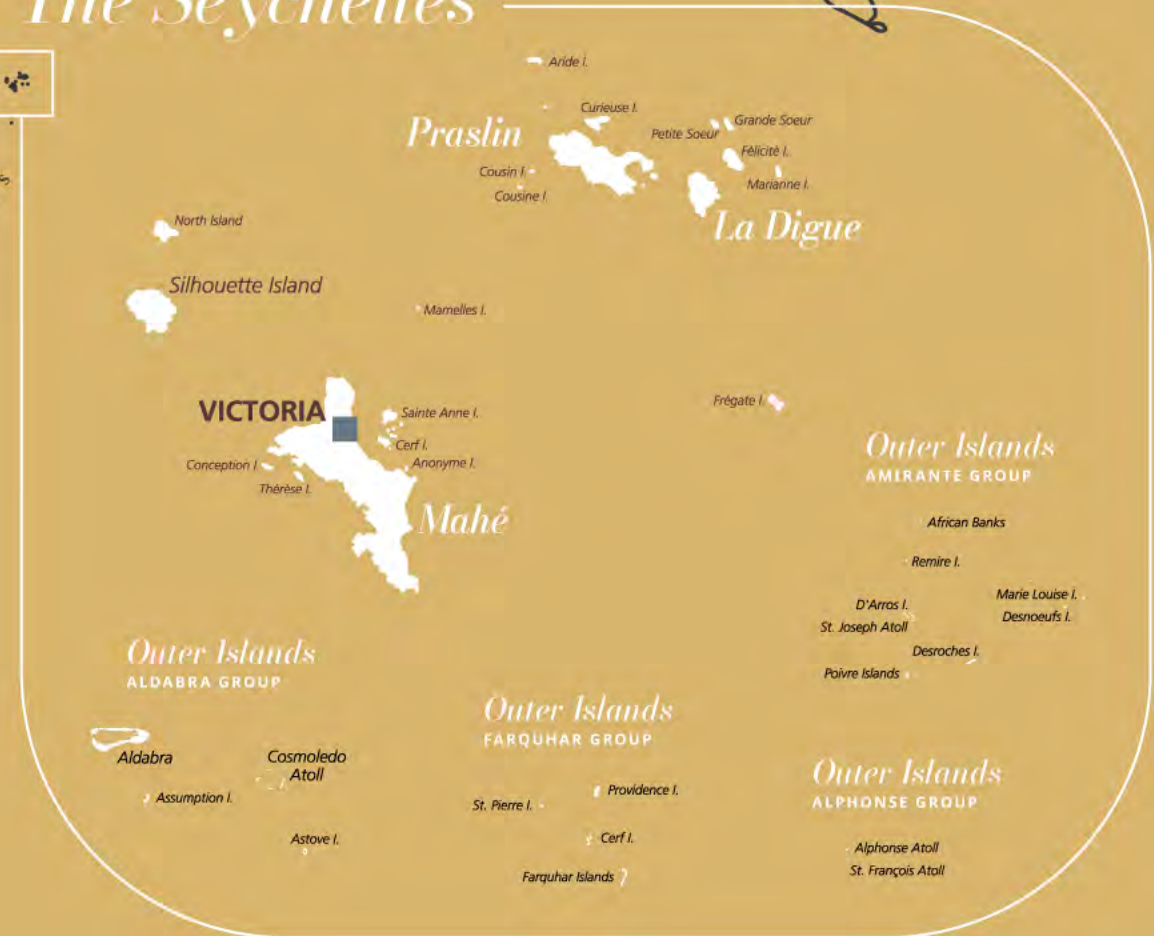 The Seychelles
Aride I.
Curieuse I.
Praslin
Grande Soeur
Petite Soeur
Félicité I.
Cousin I.
Marianne I.
Cousine I.
La Digue
North Island
Silhouette Island
Mamelles I.
Frégate I.
VICTORIA
Sainte Anne I.
Cerf I.
Conception I.
Anonyme I.
Thérèse I.
Mahé
Outer Islands
AMIRANTE GROUP
African Banks
Remire I.
Marie Louise I.
D'Arros I.
Desnoeufs I.
St. Joseph Atoll
Desroches I.
Poivre Islands
Outer Islands
ALDABRA GROUP
Aldabra
Cosmoledo
Atoll
Assumption I.
Astove I.
Outer Islands
FARQUHAR GROUP
Providence I.
St. Pierre I.
Cerf I.
Farquhar Islands
Outer Islands
ALPHONSE GROUP
Alphonse Atoll
St. François Atoll